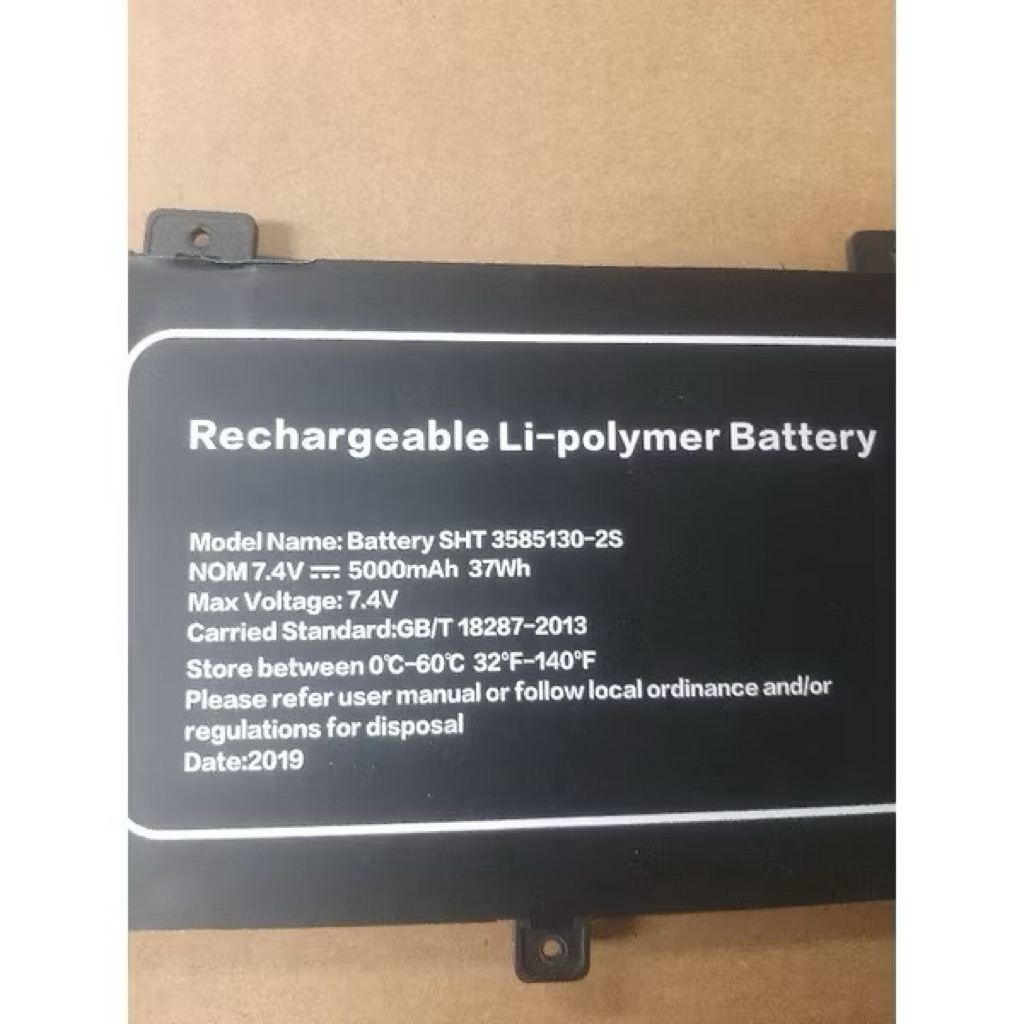 Rechargeable Li-polymer Battery
Model Name: Battery SHT 3585130-2S
NOM 7.4V ⎓ 5000mAh 37Wh
Max Voltage: 7.4V
Carried Standard:GB/T 18287-2013
Store between 0℃-60℃ 32°F-140°F
Please refer user manual or follow local ordinance and/or
regulations for disposal
Date:2019